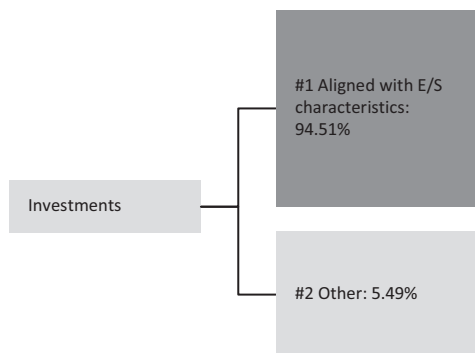 #1 Aligned with E/S
characteristics:
94.51%
Investments
#2 Other: 5.49%